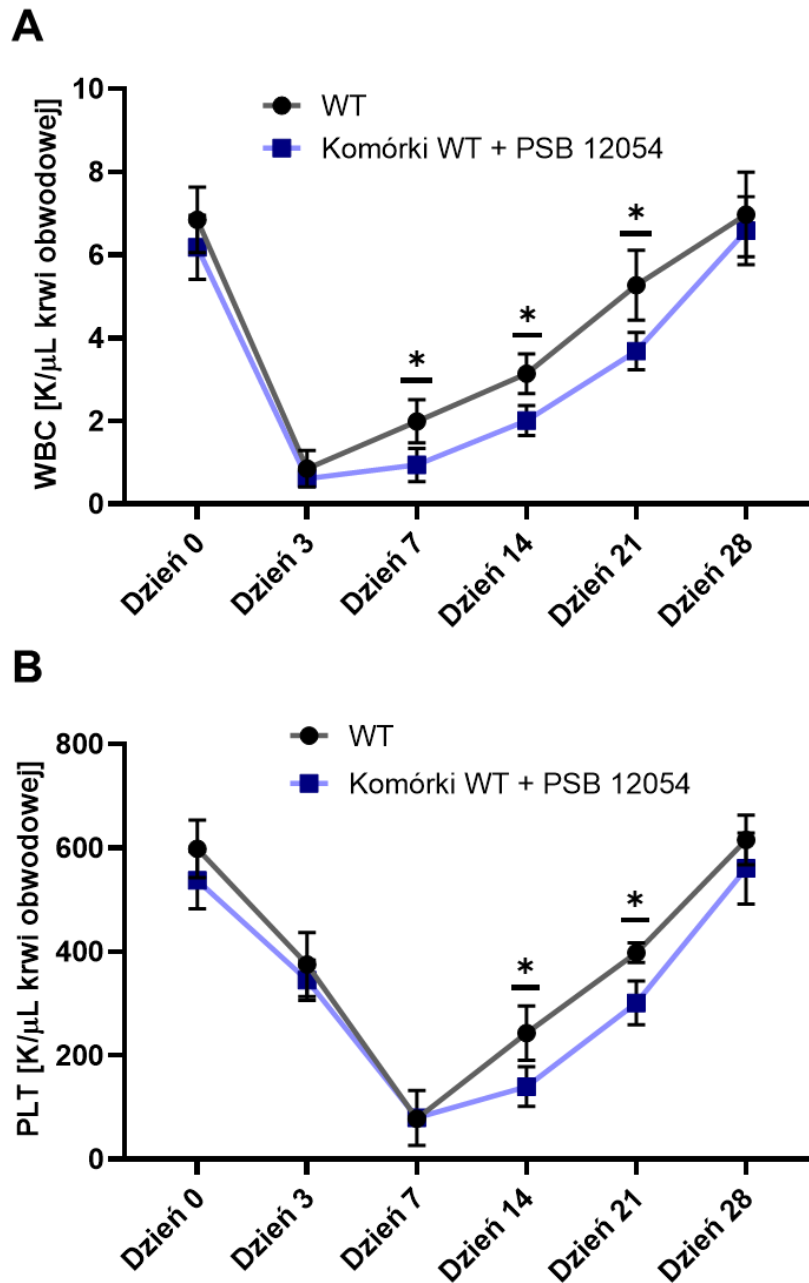 A
10
8
6
4
2
0
WBC [K/μL krwi obwodowej]
WT
Komórki WT + PSB 12054
*
*
*
Dzień 0
Dzień 3
Dzień 7
Dzień 14
Dzień 21
Dzień 28
B
800
600
400
200
0
PLT [K/μL krwi obwodowej]
WT
Komórki WT + PSB 12054
*
*
Dzień 0
Dzień 3
Dzień 7
Dzień 14
Dzień 21
Dzień 28